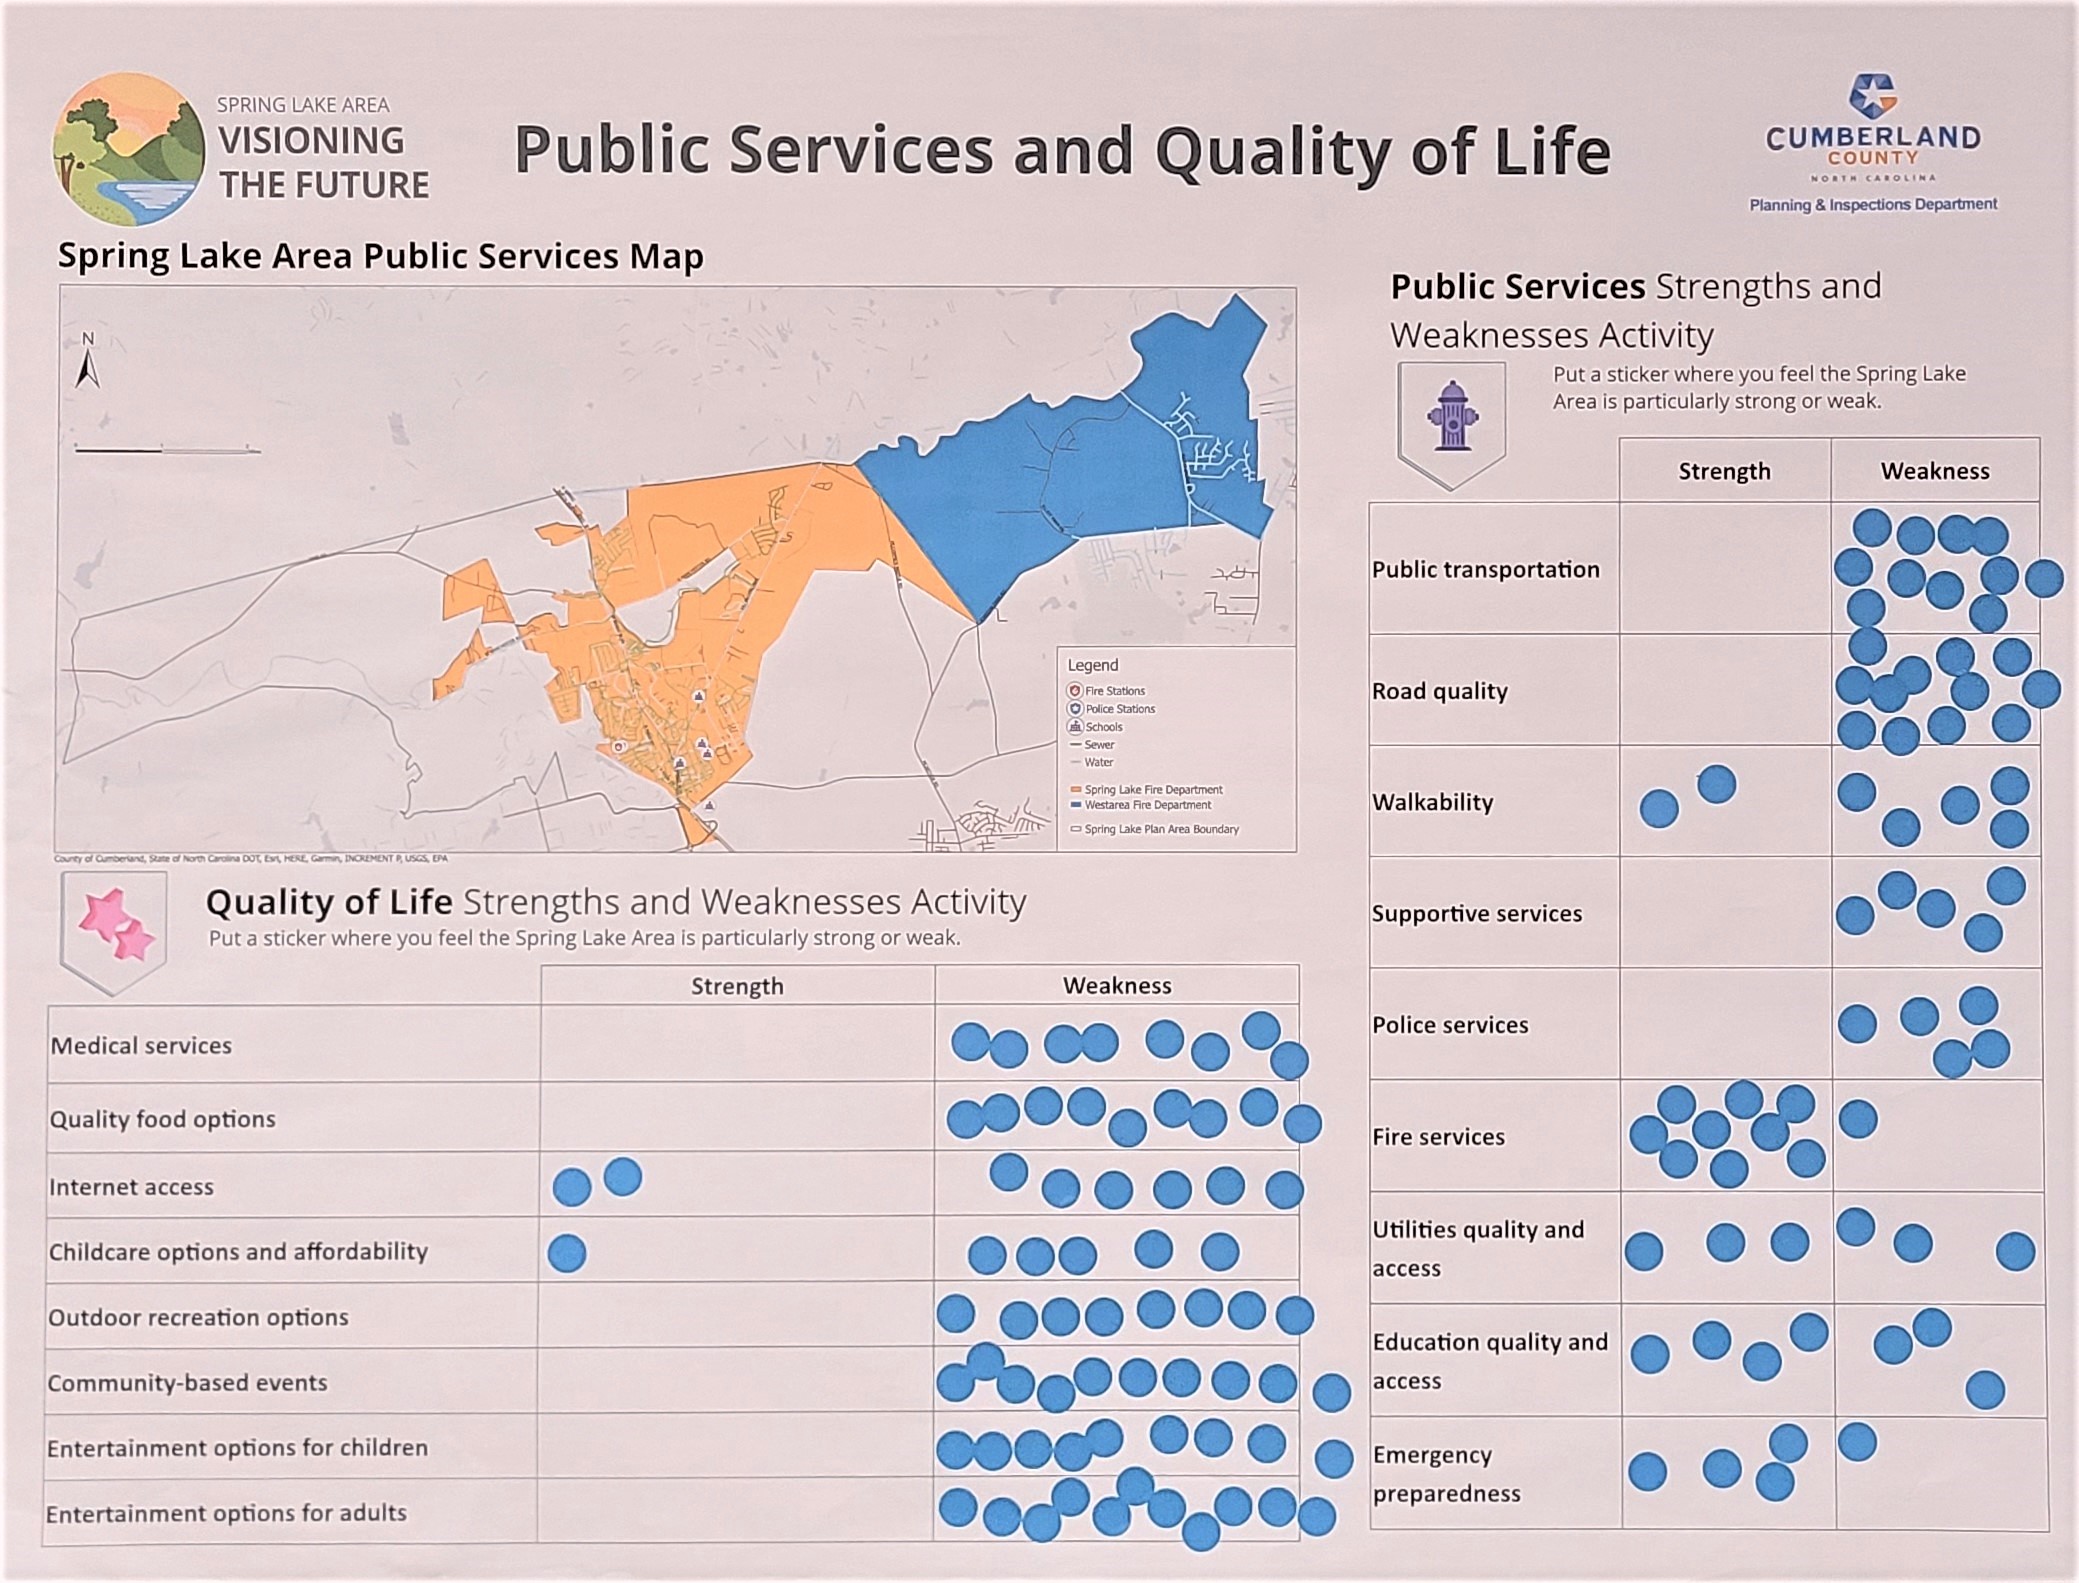 SPRING LAKE AREA
VISIONING
THE FUTURE
Public Services and Quality of Life
CUMBERLAND
COUNTY
NORTH CAROLINA
Planning & Inspections Department
Spring Lake Area Public Services Map
N
Legend
Fire Stations
Police Stations
Schools
Sewer
Water
Spring Lake Fire Department
Westarea Fire Department
Spring Lake Plan Area Boundary
County of Cumberland, State of North Carolina DOT, Esri, HERE, Garmin, INCREMENT P, USGS, EPA
Quality of Life Strengths and Weaknesses Activity
Put a sticker where you feel the Spring Lake Area is particularly strong or weak.
Strength Weakness
Medical services
Quality food options
Internet access
Childcare options and affordability
Outdoor recreation options
Community-based events
Entertainment options for children
Entertainment options for adults
Public Services Strengths and
Weaknesses Activity
Put a sticker where you feel the Spring Lake
Area is particularly strong or weak.
Strength Weakness
Public transportation
Road quality
Walkability
Supportive services
Police services
Fire services
Utilities quality and
access
Education quality and
access
Emergency
preparedness